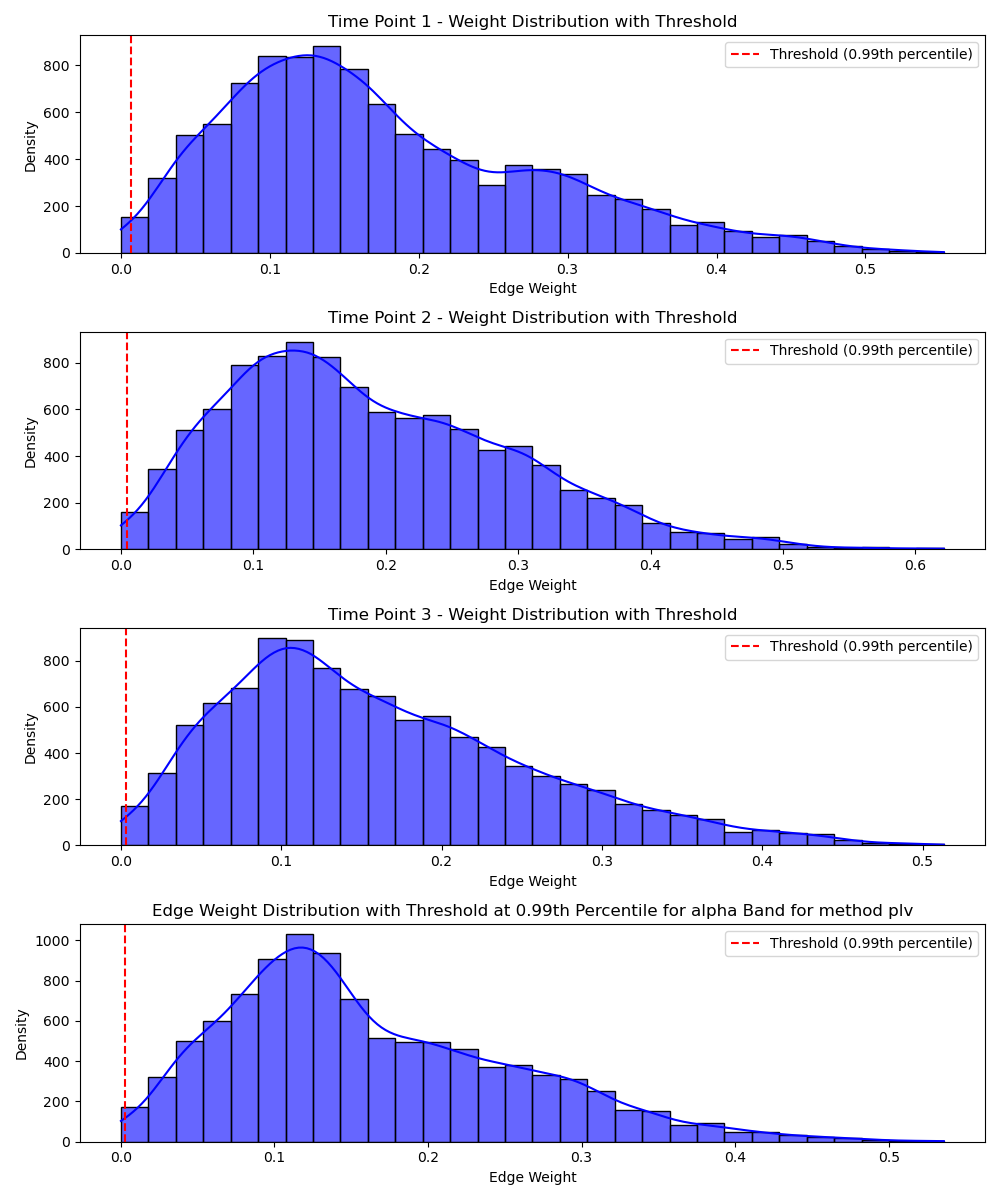 Time Point 1 - Weight Distribution with Threshold
Threshold (0.99th percentile)
Density
800
600
400
200
0
0.0 0.1 0.2 0.3 0.4 0.5
Edge Weight
Time Point 2 - Weight Distribution with Threshold
Threshold (0.99th percentile)
Density
800
600
400
200
0
0.0 0.1 0.2 0.3 0.4 0.5 0.6
Edge Weight
Time Point 3 - Weight Distribution with Threshold
Threshold (0.99th percentile)
Density
800
600
400
200
0
0.0 0.1 0.2 0.3 0.4 0.5
Edge Weight
Edge Weight Distribution with Threshold at 0.99th Percentile for alpha Band for method plv
Threshold (0.99th percentile)
Density
1000
800
600
400
200
0
0.0 0.1 0.2 0.3 0.4 0.5
Edge Weight